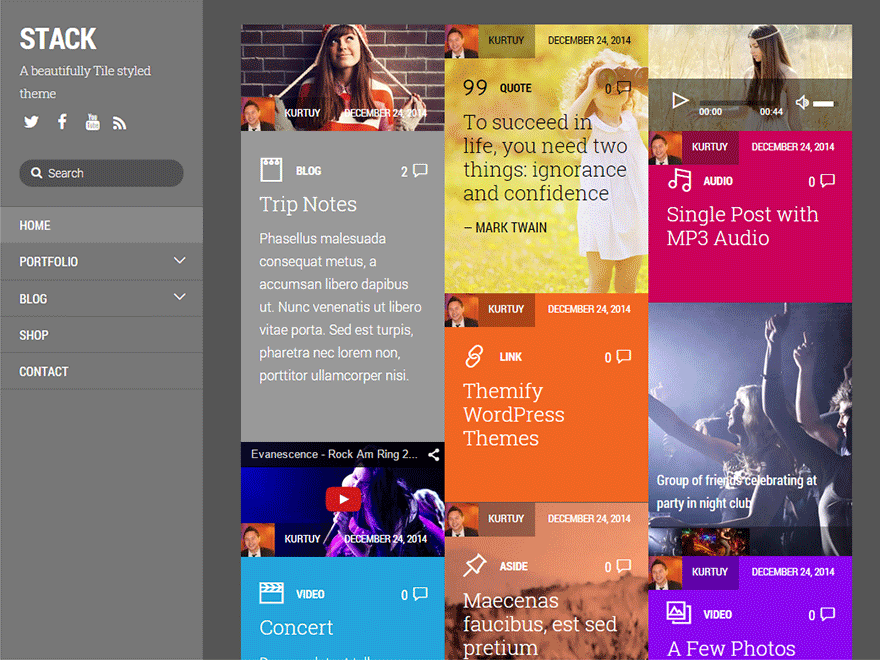 STACK
A beautifully Tile styled
theme
Search
HOME
PORTFOLIO
BLOG
SHOP
CONTACT
KURTUY DECEMBER 24, 2014
BLOG 2
Trip Notes
Phasellus malesuada
consequat metus, a
accumsan libero dapibus
ut. Nunc venenatis ut libero
vitae porta. Sed est turpis,
pharetra nec lorem non,
porttitor ullamcorper nisi.
Evanescence - Rock Am Ring 2...
KURTUY DECEMBER 24, 2014
VIDEO 0
Concert
KURTUY DECEMBER 24, 2014
QUOTE 0
To succeed in
life, you need two
things: ignorance
and confidence
– MARK TWAIN
KURTUY DECEMBER 24, 2014
LINK 0
Themify
WordPress
Themes
KURTUY DECEMBER 24, 2014
ASIDE 0
Maecenas
faucibus, est sed
pretium
00:00 00:44
KURTUY DECEMBER 24, 2014
AUDIO 0
Single Post with
MP3 Audio
Group of friends celebrating at
party in night club
KURTUY DECEMBER 24, 2014
VIDEO 0
A Few Photos